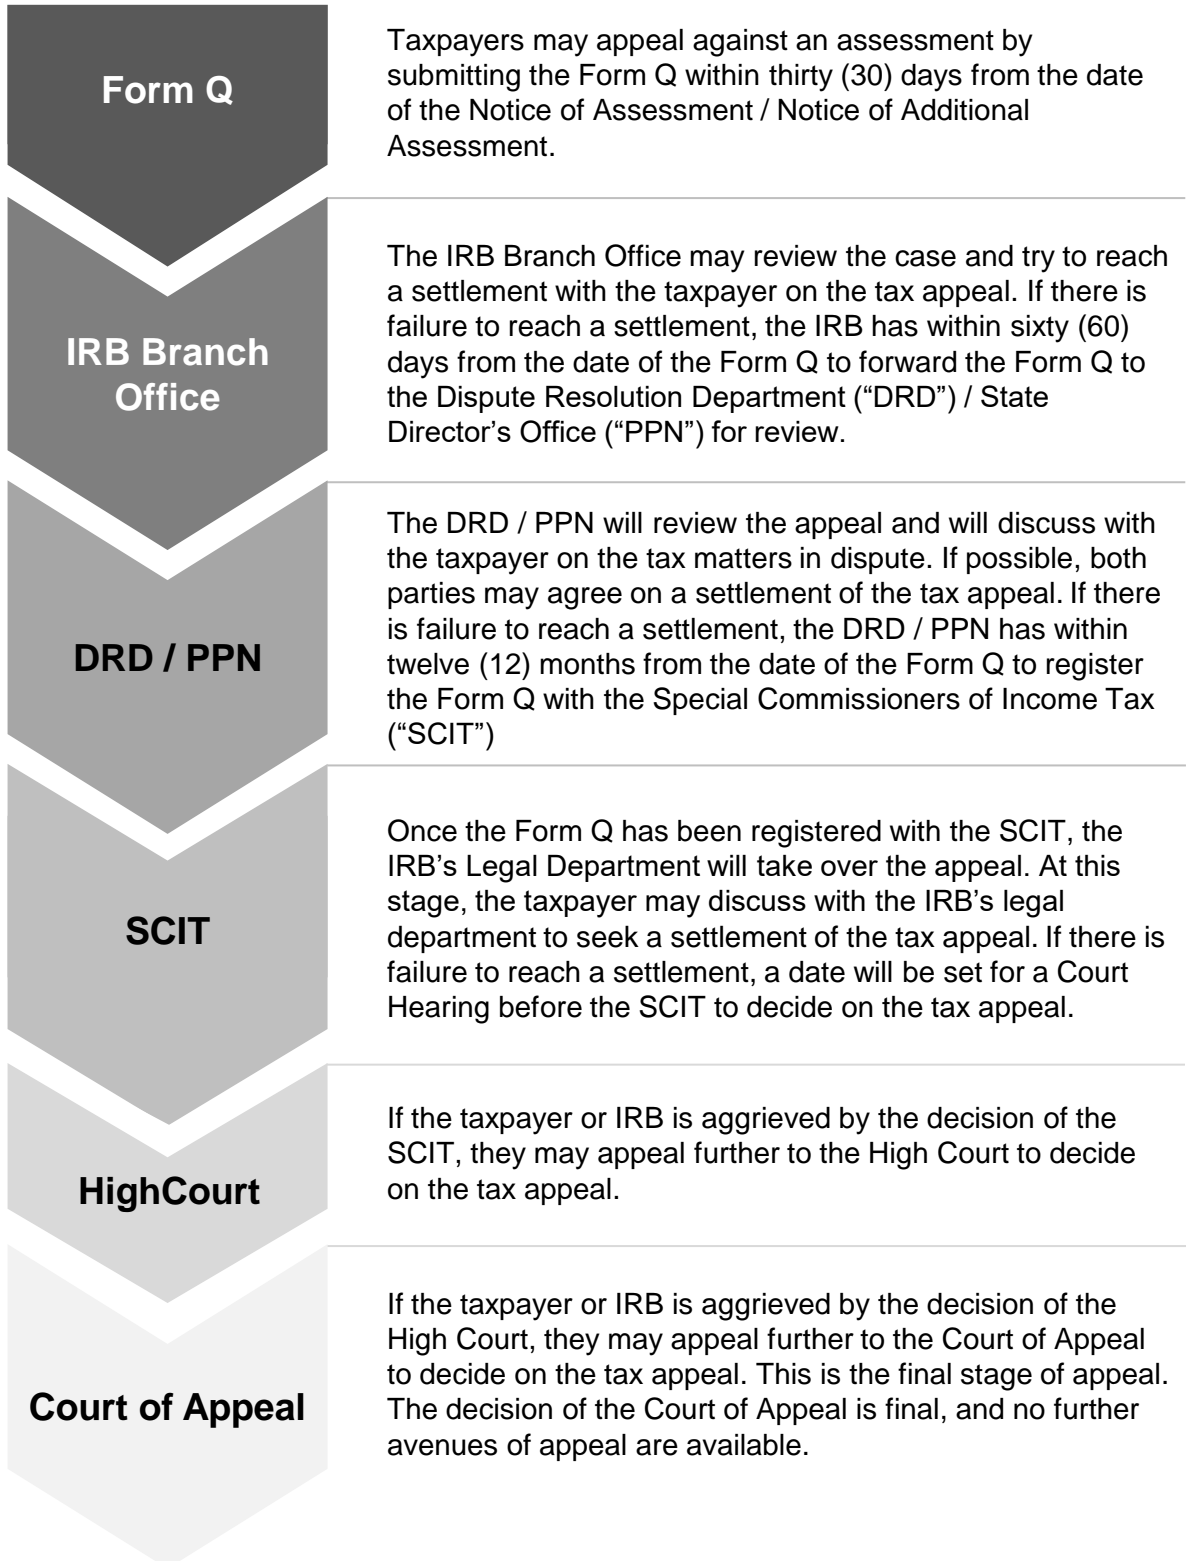 Form Q
Taxpayers may appeal against an assessment by
submitting the Form Q within thirty (30) days from the date
of the Notice of Assessment / Notice of Additional
Assessment.
IRB Branch
Office
The IRB Branch Office may review the case and try to reach
a settlement with the taxpayer on the tax appeal. If there is
failure to reach a settlement, the IRB has within sixty (60)
days from the date of the Form Q to forward the Form Q to
the Dispute Resolution Department (“DRD”) / State
Director’s Office (“PPN”) for review.
DRD / PPN
The DRD / PPN will review the appeal and will discuss with
the taxpayer on the tax matters in dispute. If possible, both
parties may agree on a settlement of the tax appeal. If there
is failure to reach a settlement, the DRD / PPN has within
twelve (12) months from the date of the Form Q to register
the Form Q with the Special Commissioners of Income Tax
(“SCIT”)
SCIT
Once the Form Q has been registered with the SCIT, the
IRB’s Legal Department will take over the appeal. At this
stage, the taxpayer may discuss with the IRB’s legal
department to seek a settlement of the tax appeal. If there is
failure to reach a settlement, a date will be set for a Court
Hearing before the SCIT to decide on the tax appeal.
HighCourt
If the taxpayer or IRB is aggrieved by the decision of the
SCIT, they may appeal further to the High Court to decide
on the tax appeal.
Court of Appeal
If the taxpayer or IRB is aggrieved by the decision of the
High Court, they may appeal further to the Court of Appeal
to decide on the tax appeal. This is the final stage of appeal.
The decision of the Court of Appeal is final, and no further
avenues of appeal are available.